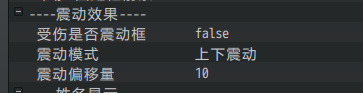 ----震动效果----
受伤是否震动框 false
震动模式 上下震动
震动偏移量 10